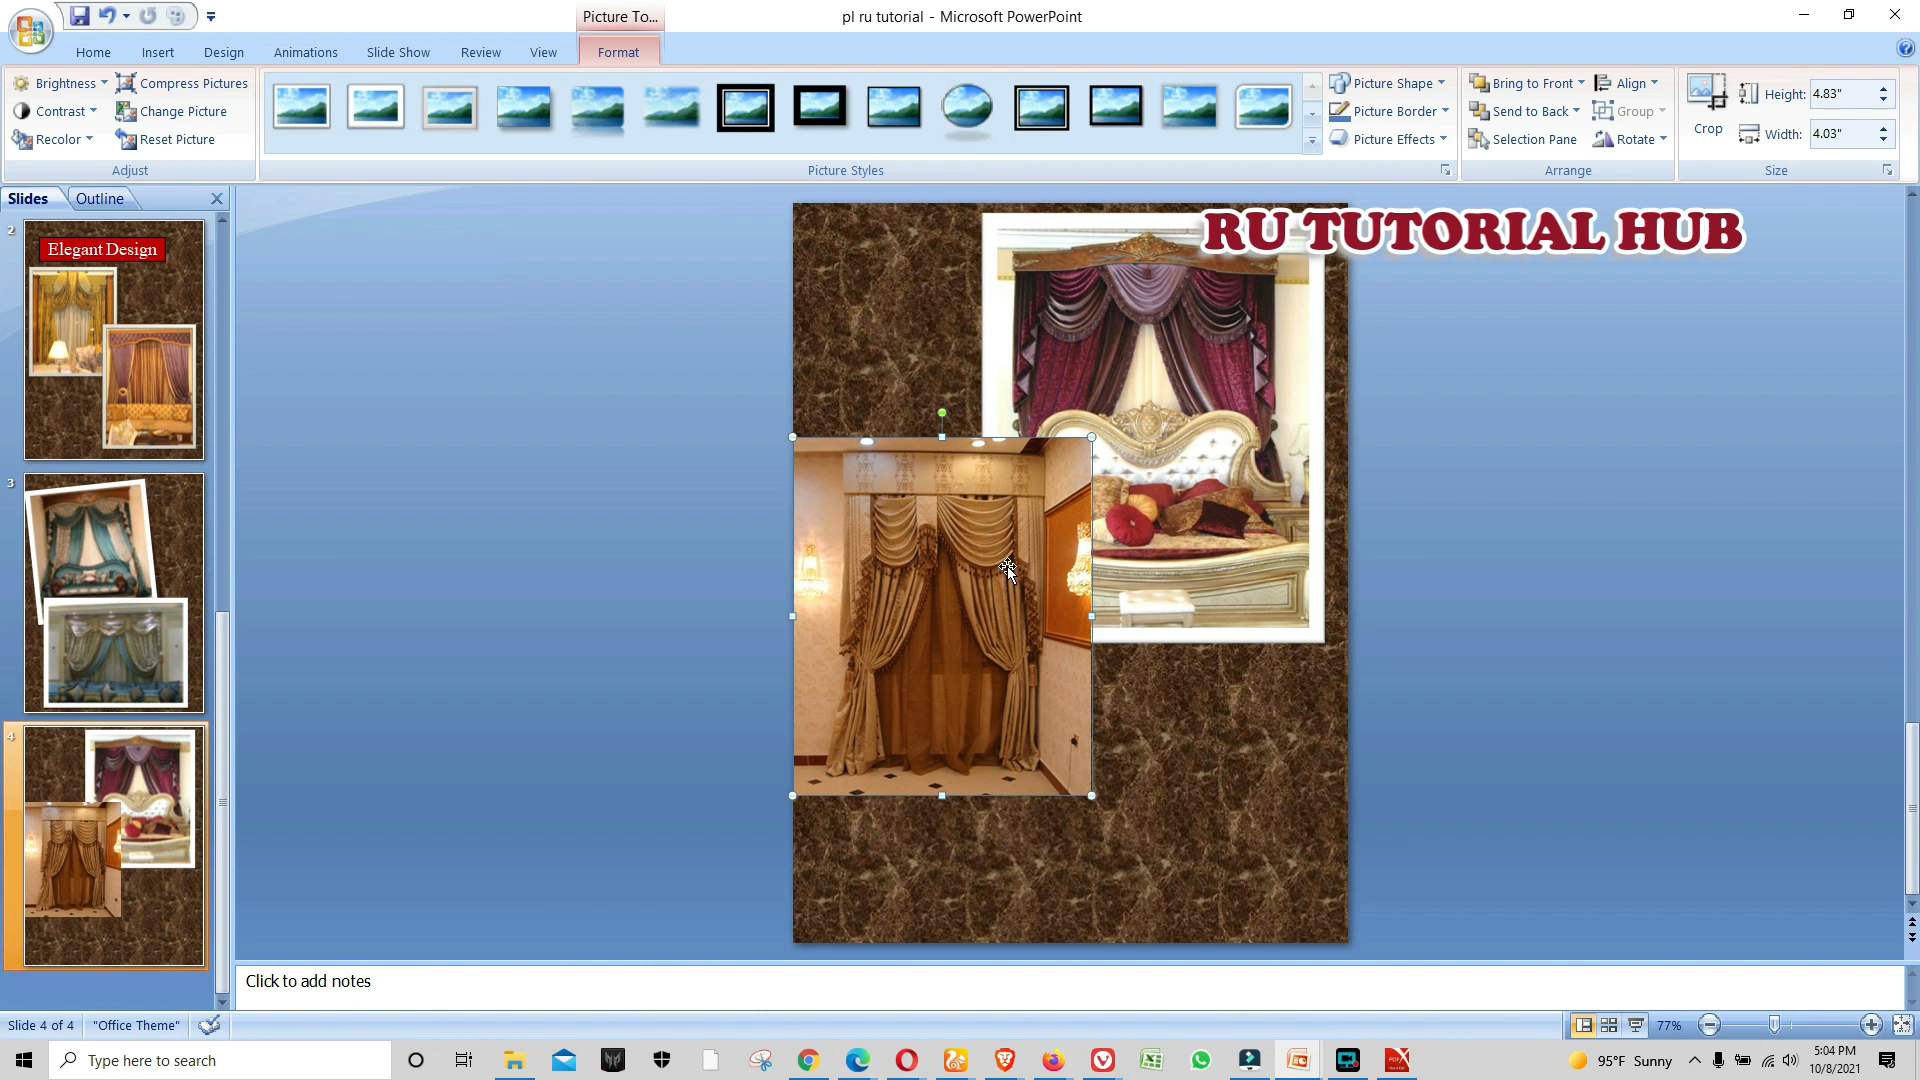 Picture To...
pl ru tutorial - Microsoft PowerPoint
Home Insert Design Animations Slide Show Review View Format
Brightness
Compress Pictures
Contrast
Change Picture
Recolor
Reset Picture
Adjust
Picture Shape
Picture Border
Picture Effects
Picture Styles
Bring to Front
Align
Send to Back
Group
Selection Pane
Rotate
Arrange
Crop
Height: 4.83"
Width: 4.03"
Size
Slides
Outline
RU TUTORIAL HUB
2
Elegant Design
3
4
Click to add notes
Slide 4 of 4
"Office Theme"
77%
Type here to search
95°F Sunny
5:04 PM
10/8/2021